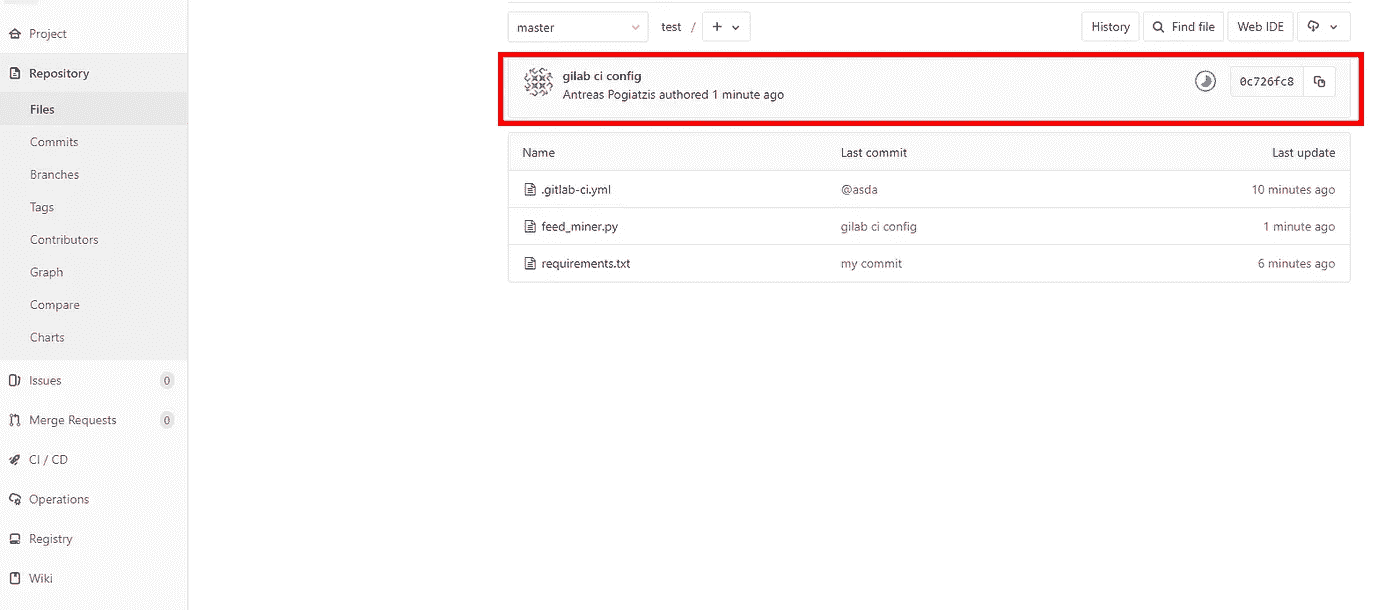 Project
Repository
Files
Commits
Branches
Tags
Contributors
Graph
Compare
Charts
Issues 0
Merge Requests 0
CI / CD
Operations
Registry
Wiki
master test / + History Find file Web IDE
gilab ci config
Antreas Pogiatzis authored 1 minute ago
0c726fc8
Name Last commit Last update
.gitlab-ci.yml @asda 10 minutes ago
feed_miner.py gilab ci config 1 minute ago
requirements.txt my commit 6 minutes ago